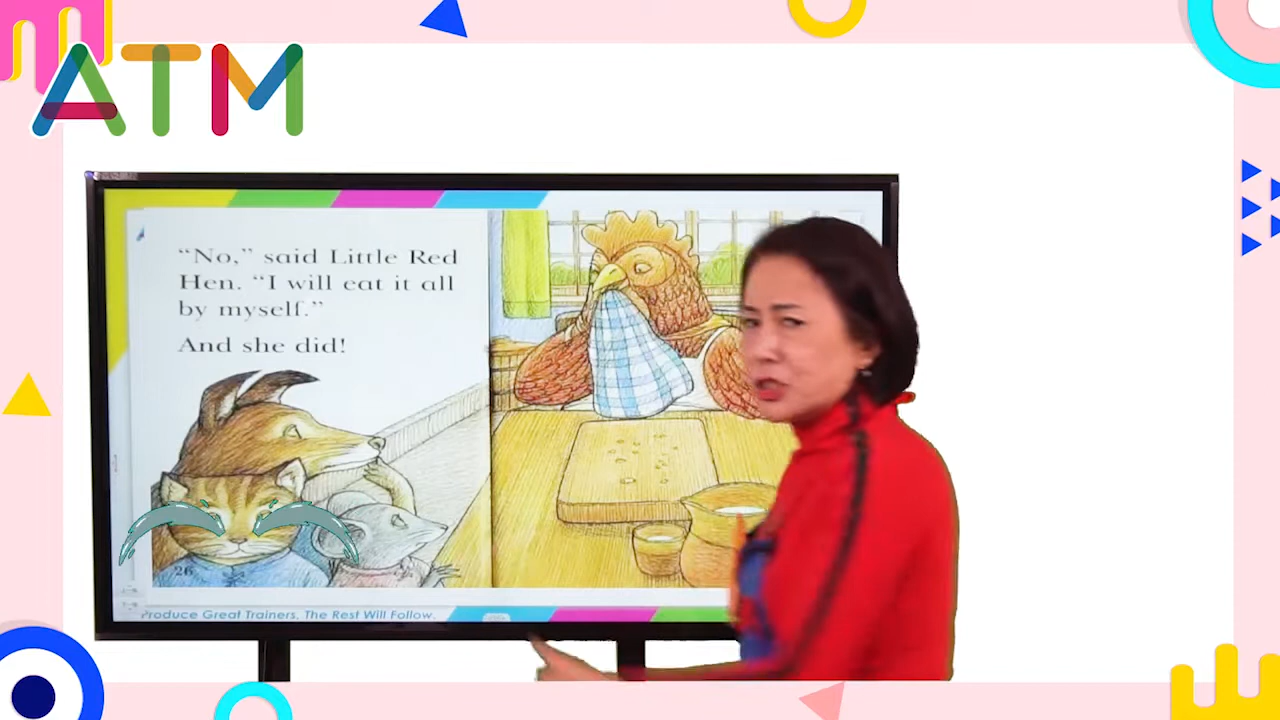 ATM
“No,” said Little Red
Hen. “I will eat it all
by myself.”
And she did!
26
Produce Great Trainers, The Rest Will Follow.